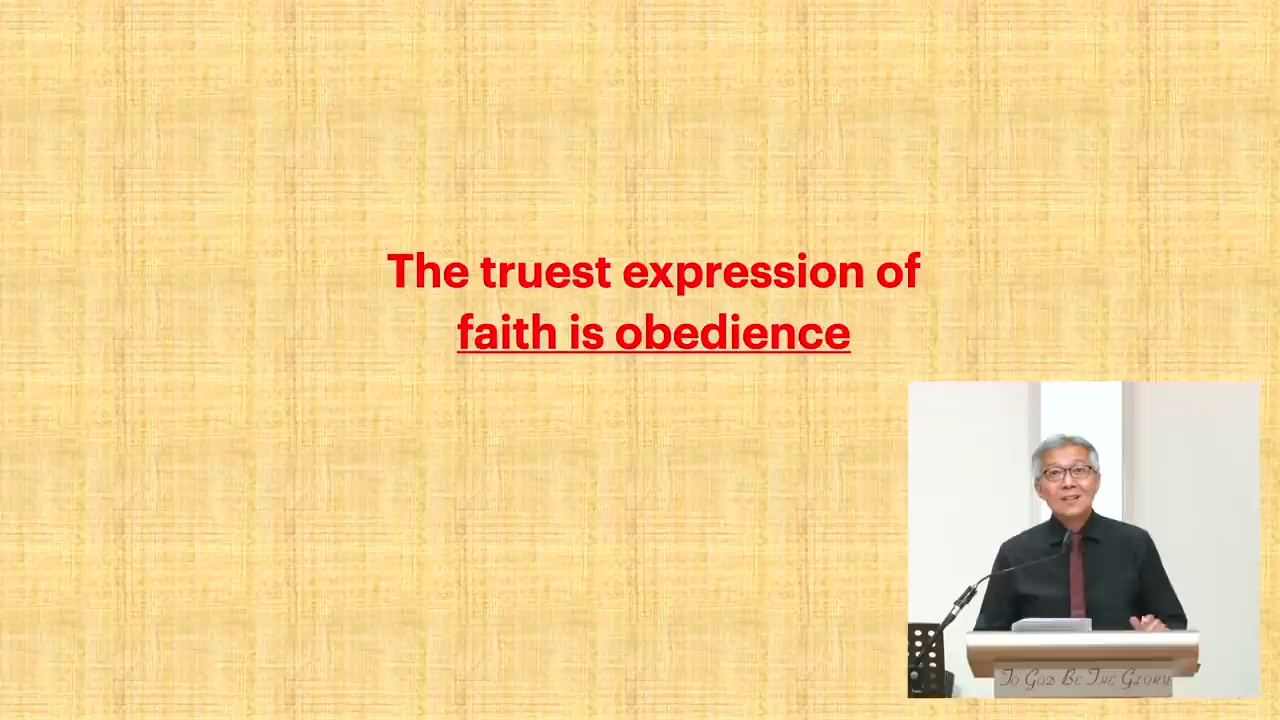 The truest expression of
faith is obedience
To God Be The Glory